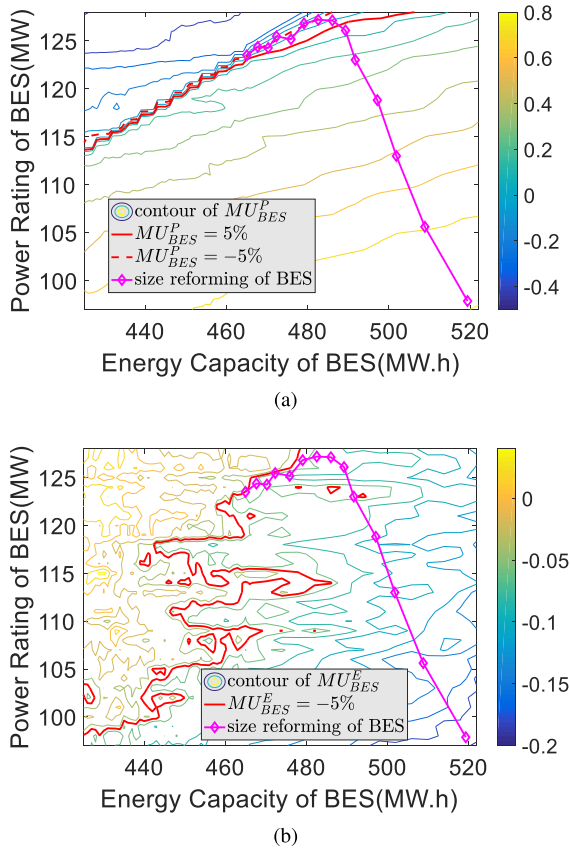 125
120
115
110
105
100
Power Rating of BES(MW)
contour of MU^P_BES
MU^P_BES = 5%
MU^P_BES = −5%
size reforming of BES
440 460 480 500 520
Energy Capacity of BES(MW.h)
0.8
0.6
0.4
0.2
0
-0.2
-0.4
(a)
125
120
115
110
105
100
Power Rating of BES(MW)
contour of MU^E_BES
MU^E_BES = −5%
size reforming of BES
440 460 480 500 520
Energy Capacity of BES(MW.h)
0
-0.05
-0.1
-0.15
-0.2
(b)